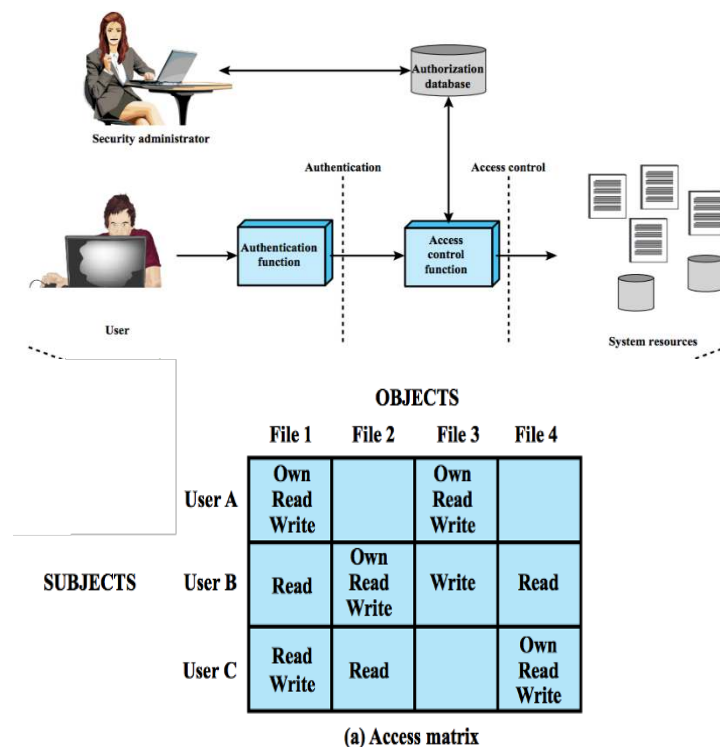 Authorization
database
Security administrator
Authentication
Access control
Authentication
function
Access
control
function
User
System resources
OBJECTS
File 1 File 2 File 3 File 4
User A
Own
Read
Write
Own
Read
Write
SUBJECTS
User B
Read
Own
Read
Write
Write
Read
User C
Read
Write
Read
Own
Read
Write
(a) Access matrix